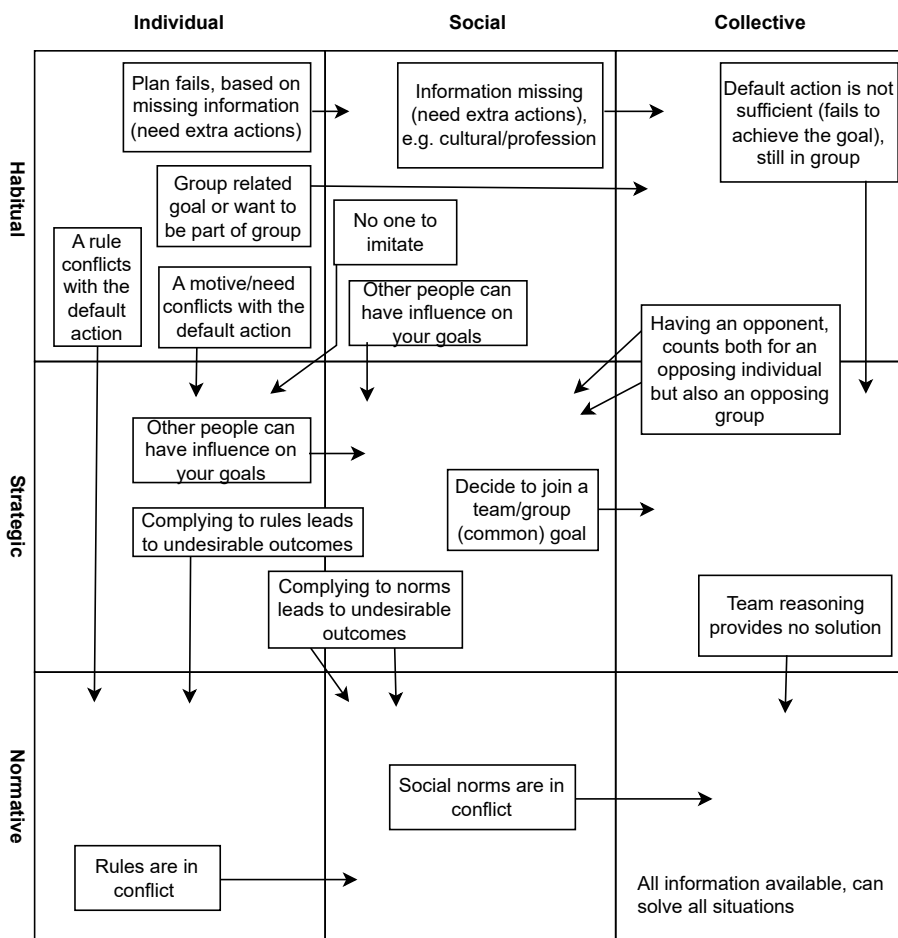 Individual
Social
Collective
Habitual
Plan fails, based on
missing information
(need extra actions)
Information missing
(need extra actions),
e.g. cultural/profession
Default action is not
sufficient (fails to
achieve the goal),
still in group
Group related
goal or want to
be part of group
No one to
imitate
A rule
conflicts
with the
default
action
A motive/need
conflicts with the
default action
Other people can
have influence on
your goals
Having an opponent,
counts both for an
opposing individual
but also an opposing
group
Strategic
Other people can
have influence on
your goals
Decide to join a
team/group
(common) goal
Complying to rules leads
to undesirable outcomes
Complying to norms
leads to undesirable
outcomes
Team reasoning
provides no solution
Normative
Social norms are in
conflict
Rules are in
conflict
All information available, can
solve all situations